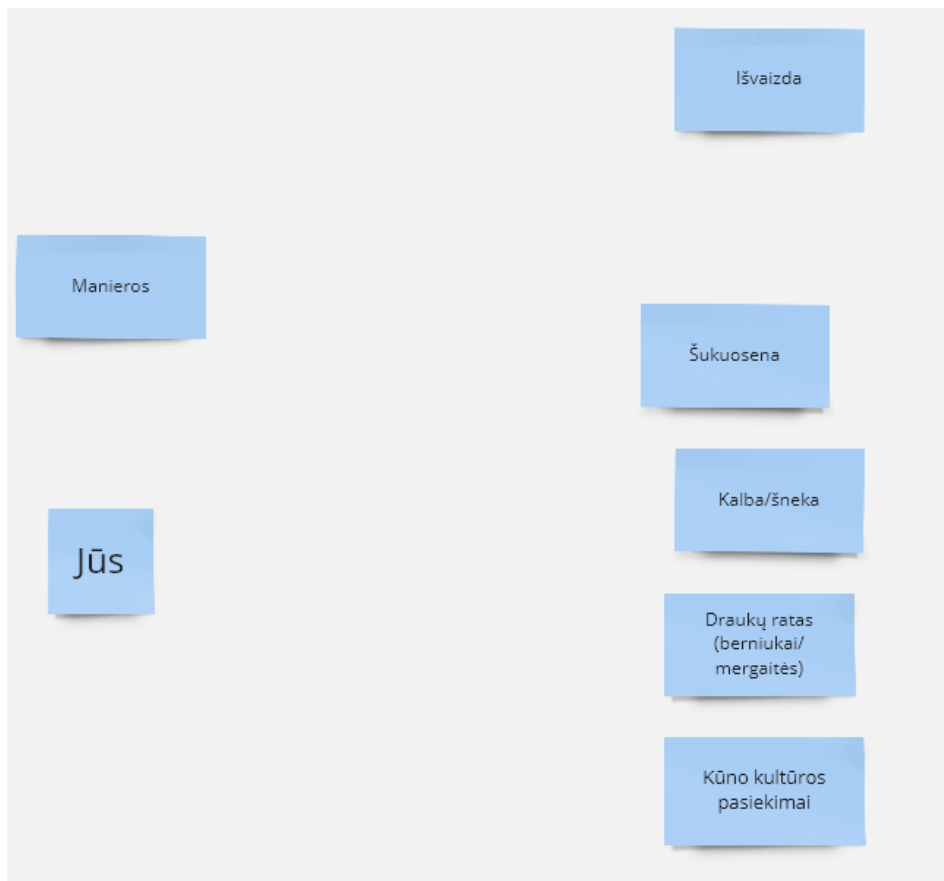 Išvaizda
Manieros
Šukuosena
Kalba/šneka
Jūs
Draukų ratas
(berniukai/
mergaitės)
Kūno kultūros
pasiekimai